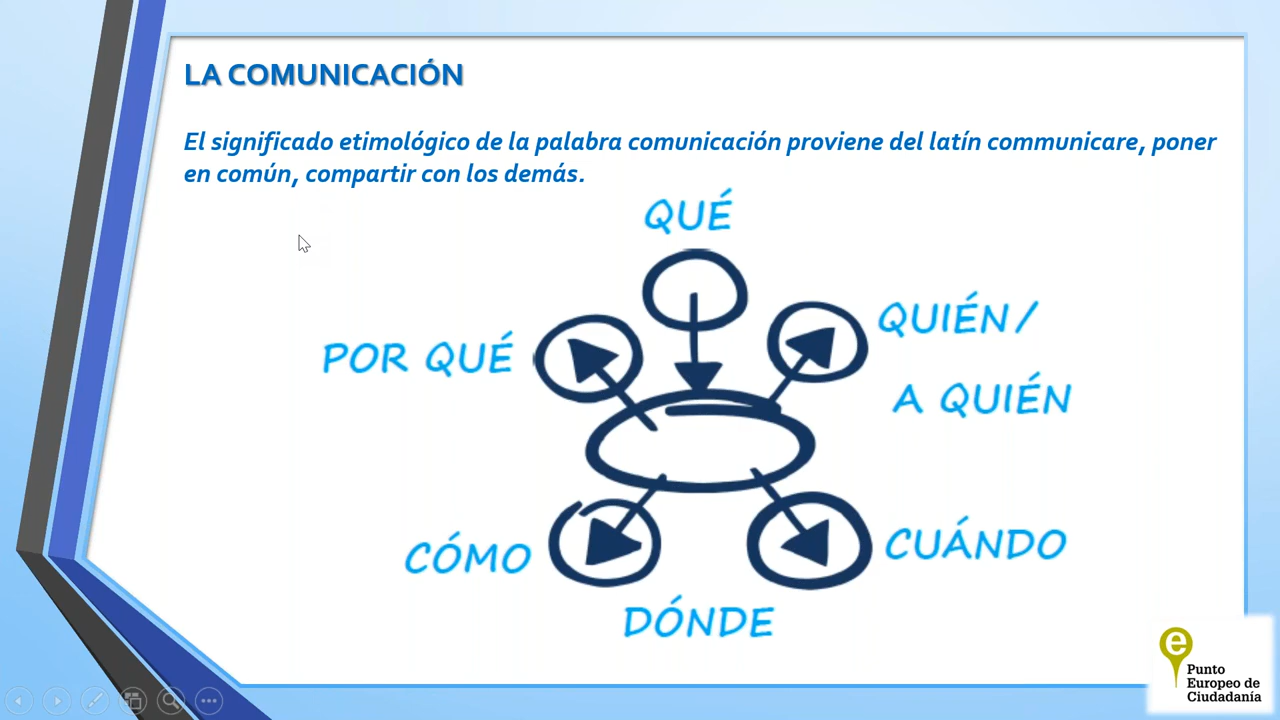 LA COMUNICACIÓN
El significado etimológico de la palabra comunicación proviene del latín communicare, poner
en común, compartir con los demás.
QUÉ
QUIÉN /
A QUIÉN
POR QUÉ
CÓMO
CUÁNDO
DÓNDE
e
Punto
Europeo de
Ciudadanía